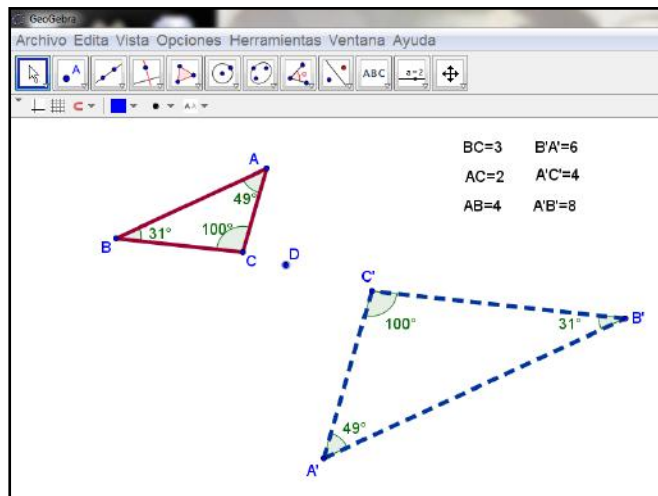 GeoGebra
Archivo Edita Vista Opciones Herramientas Ventana Ayuda
A ABC a=2
A A
BC=3 B'A'=6
AC=2 A'C'=4
AB=4 A'B'=8
A
49°
100°
31°
B
C
D
C'
100°
31°
B'
49°
A'